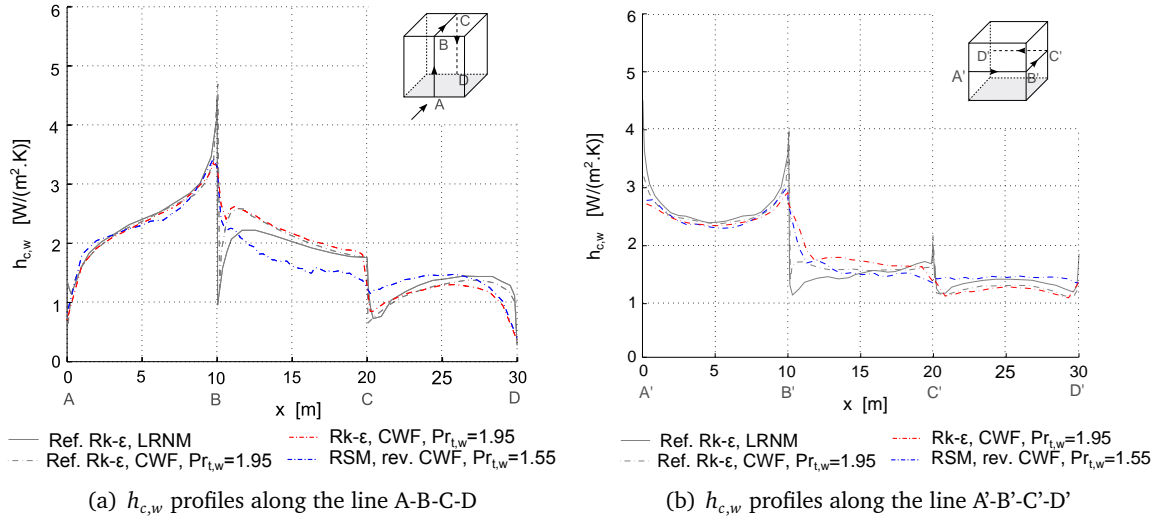 6
5
4
3
2
1
0
h_{c,w} [W/(m².K)]
0 5 10 15 20 25 30
A B C D
x [m]
C
B
D
A
Ref. Rk-ε, LRNM
Ref. Rk-ε, CWF, Pr_{t,w}=1.95
Rk-ε, CWF, Pr_{t,w}=1.95
RSM, rev. CWF, Pr_{t,w}=1.55
(a) h_{c,w} profiles along the line A-B-C-D
6
5
4
3
2
1
0
h_{c,w} [W/(m².K)]
0 5 10 15 20 25 30
A' B' C' D'
x [m]
D' C'
A' B'
Ref. Rk-ε, LRNM
Ref. Rk-ε, CWF, Pr_{t,w}=1.95
Rk-ε, CWF, Pr_{t,w}=1.95
RSM, rev. CWF, Pr_{t,w}=1.55
(b) h_{c,w} profiles along the line A'-B'-C'-D'